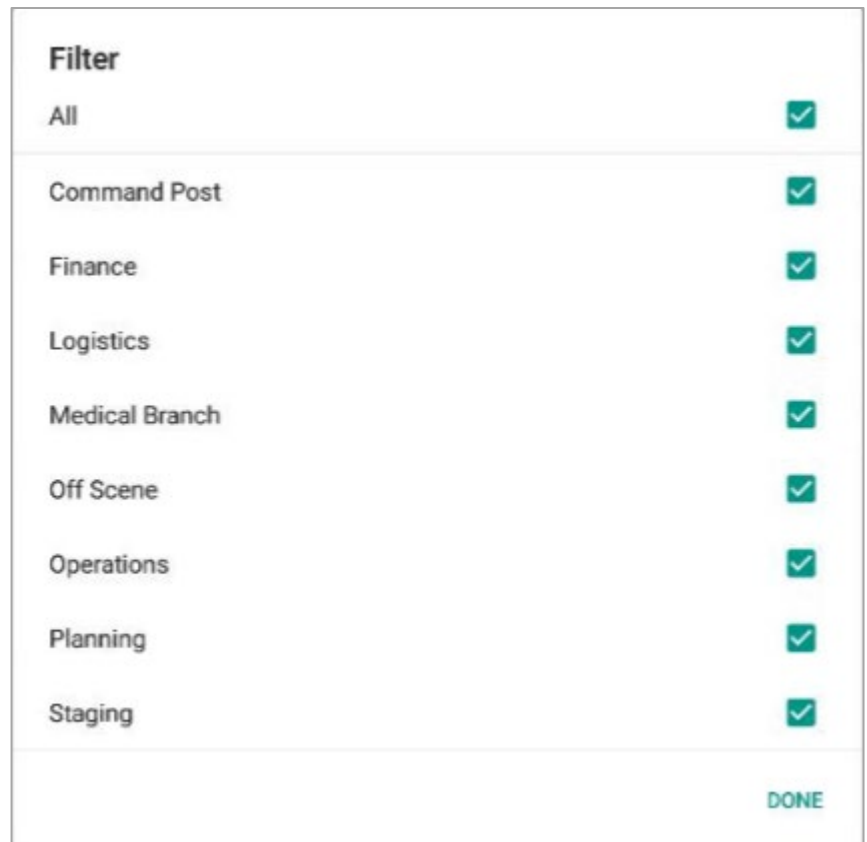 Filter
All
Command Post
Finance
Logistics
Medical Branch
Off Scene
Operations
Planning
Staging
DONE